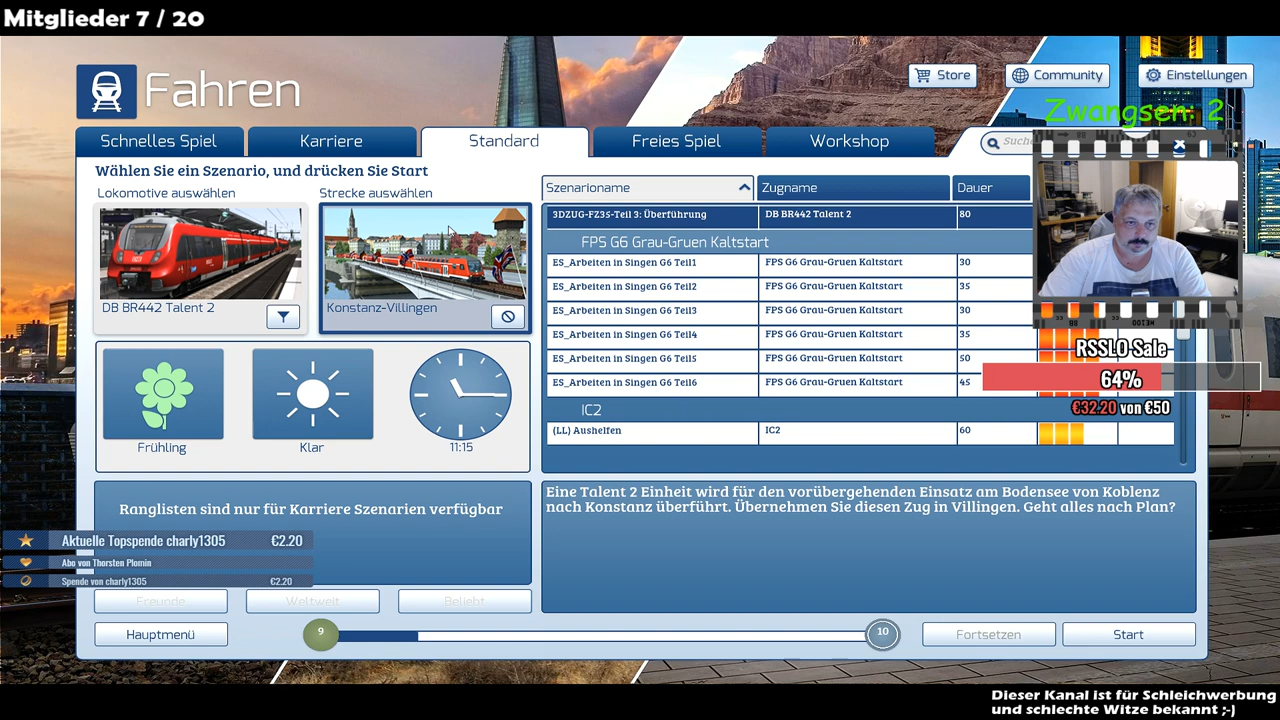 Mitglieder 7 / 20
Fahren
Store
Community
Einstellungen
Zwangsen: 2
Schnelles Spiel
Karriere
Standard
Freies Spiel
Workshop
Suche
Wählen Sie ein Szenario, und drücken Sie Start
Lokomotive auswählen
Strecke auswählen
DB BR442 Talent 2
Konstanz-Villingen
Frühling
Klar
11:15
Szenarioname
Zugname
Dauer
3DZUG-FZ3s-Teil 3: Überführung DB BR442 Talent 2 80
FPS G6 Grau-Gruen Kaltstart
ES_Arbeiten in Singen G6 Teil1 FPS G6 Grau-Gruen Kaltstart 30
ES_Arbeiten in Singen G6 Teil2 FPS G6 Grau-Gruen Kaltstart 35
ES_Arbeiten in Singen G6 Teil3 FPS G6 Grau-Gruen Kaltstart 30
ES_Arbeiten in Singen G6 Teil4 FPS G6 Grau-Gruen Kaltstart 35
ES_Arbeiten in Singen G6 Teil5 FPS G6 Grau-Gruen Kaltstart 50
ES_Arbeiten in Singen G6 Teil6 FPS G6 Grau-Gruen Kaltstart 45
IC2
(LL) Aushelfen IC2 60
RSSLO Sale
64%
€32.20 von €50
Ranglisten sind nur für Karriere Szenarien verfügbar
Eine Talent 2 Einheit wird für den vorübergehenden Einsatz am Bodensee von Koblenz
nach Konstanz überführt. Übernehmen Sie diesen Zug in Villingen. Geht alles nach Plan?
Aktuelle Topspende charly1305 €2.20
Abo von Thorsten Plomin
Spende von charly1305 €2.20
Freunde
Weltweit
Beliebt
Hauptmenü
9
10
Fortsetzen
Start
Dieser Kanal ist für Schleichwerbung
und schlechte Witze bekannt ;-)